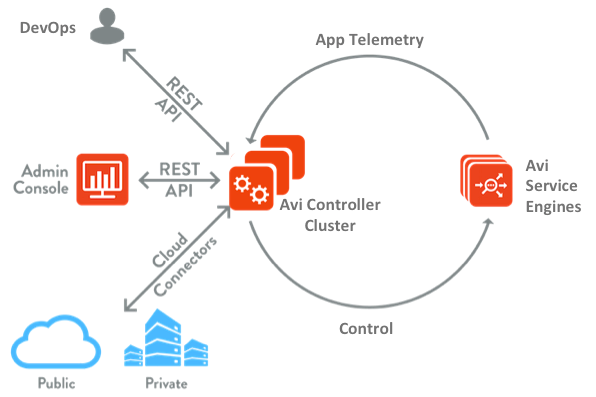 DevOps
App Telemetry
REST
API
Admin
Console
REST
API
Avi Controller
Cluster
Avi
Service
Engines
Cloud
Connectors
Control
Public
Private